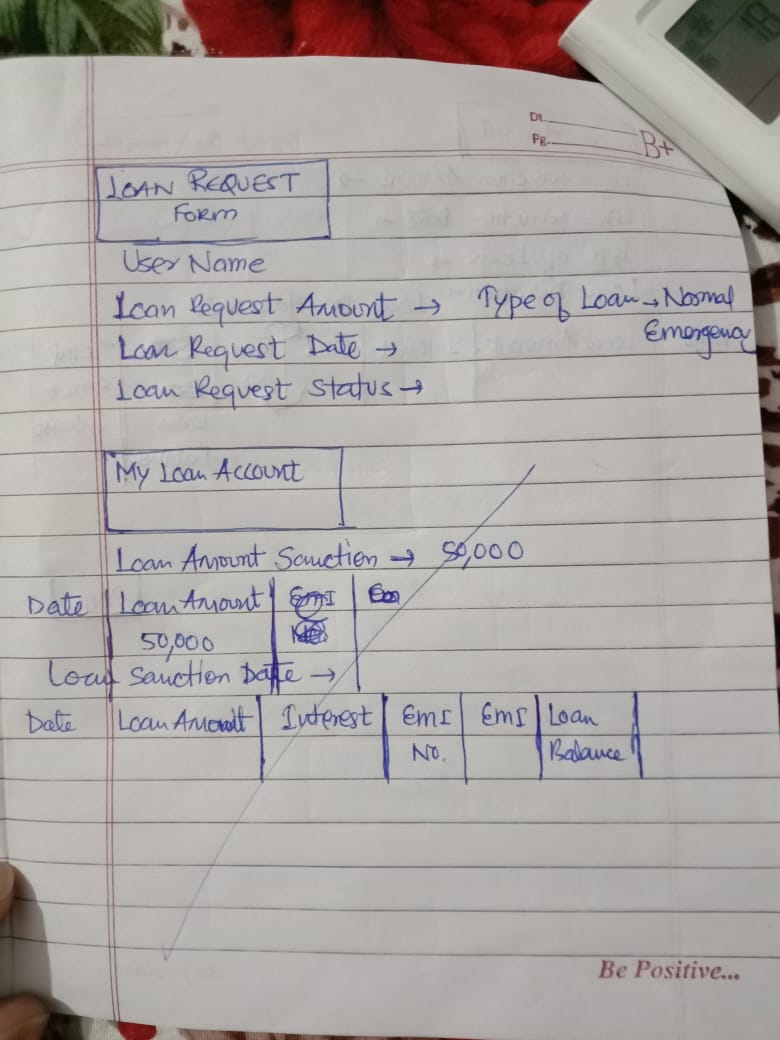 Dt.
Pg.
B+
LOAN REQUEST
FORM
User Name
Loan Request Amount → Type of Loan → Normal
Emergency
Loan Request Date →
Loan Request Status →
My Loan Account
Loan Amount Sanction → 50,000
Date Loan Amount EmI
50,000
Loan Sanction Date →
Date Loan Amount Interest EmI EmI Loan
No. Balance
Be Positive...